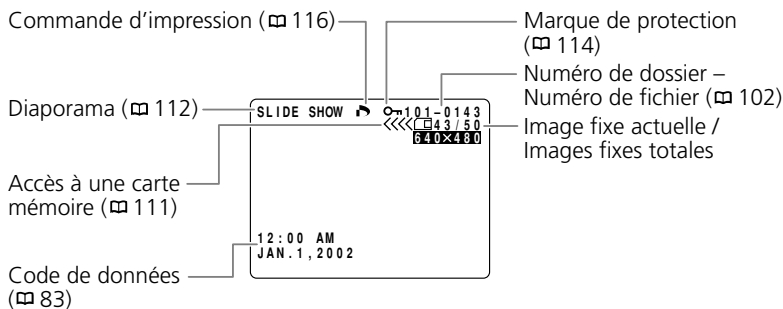 Commande d'impression ( 116)
Marque de protection
( 114)
Numéro de dossier –
Numéro de fichier ( 102)
Diaporama ( 112)
Image fixe actuelle /
Images fixes totales
Accès à une carte
mémoire ( 111)
Code de données
( 83)
SLIDE SHOW 101-0143
43/50
640×480
12:00 AM
JAN.1,2002